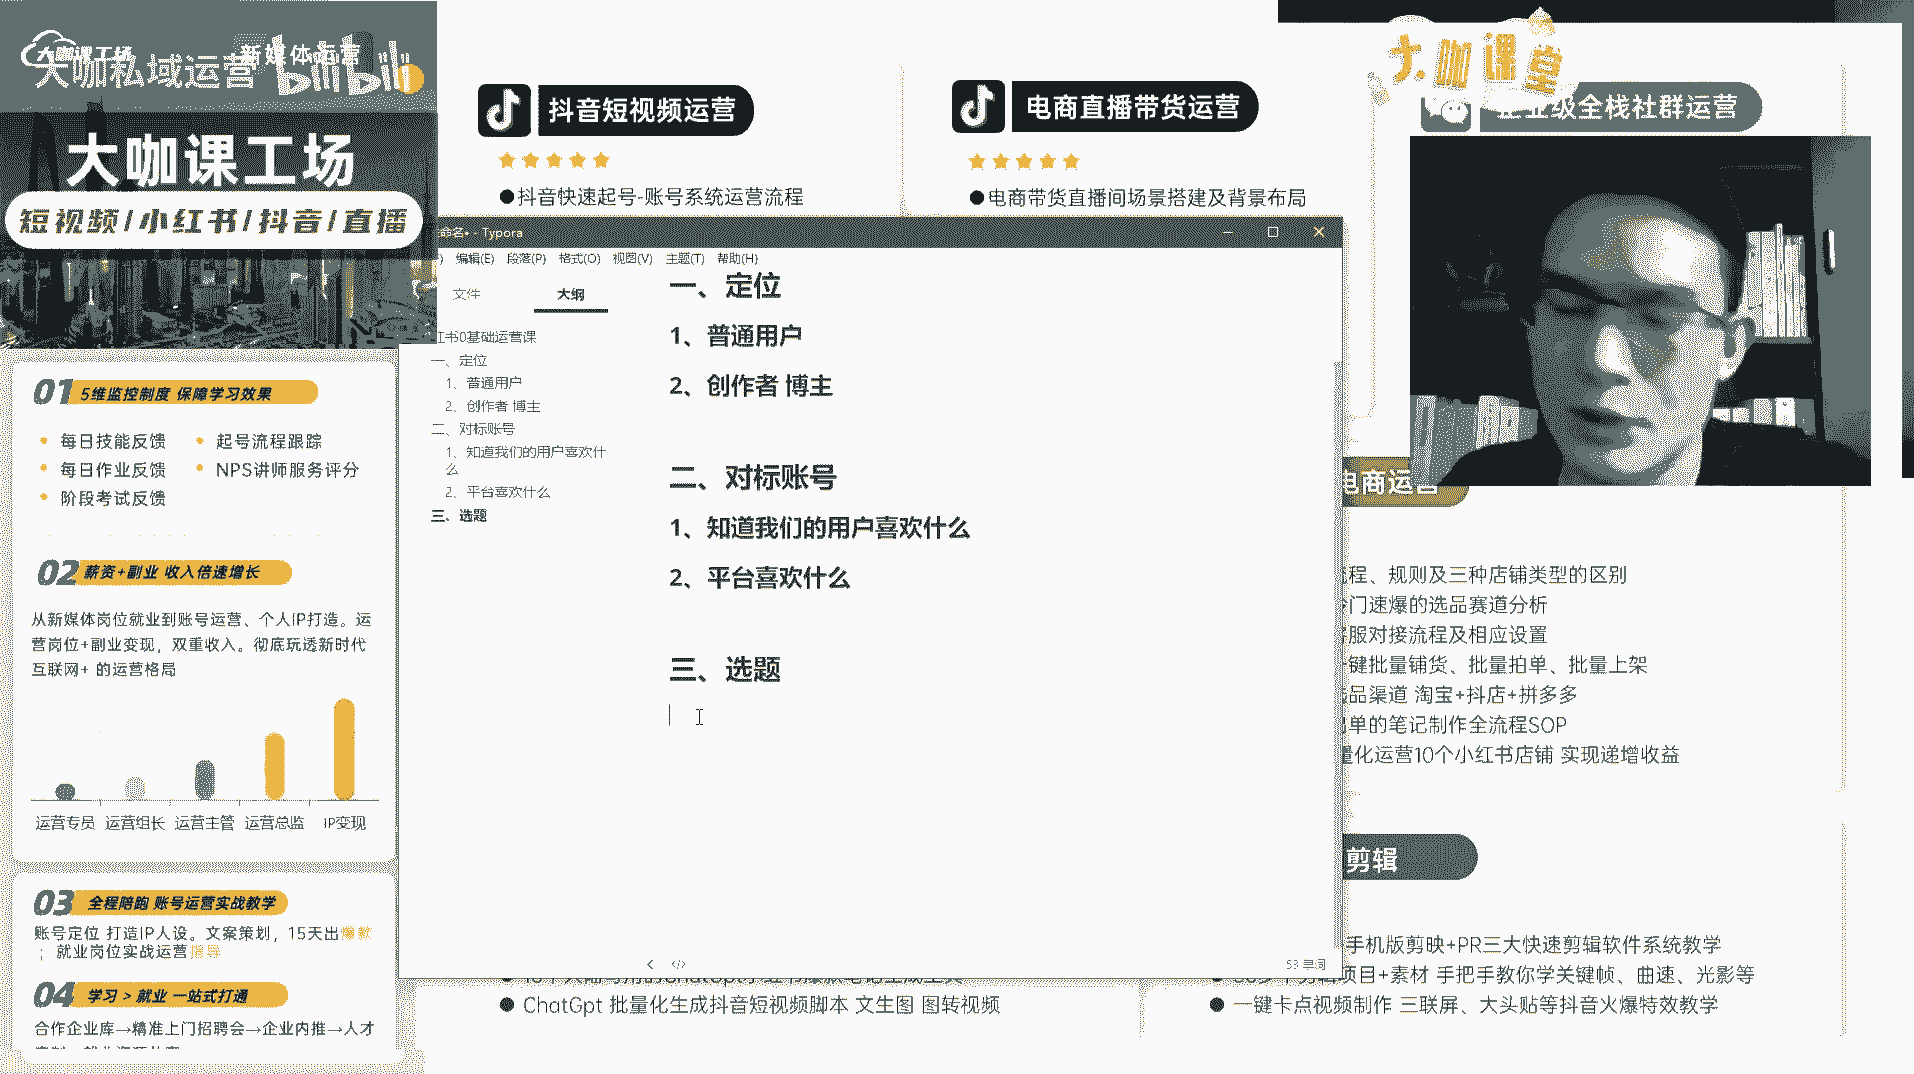 大咖课工场
大咖私域运营
新媒体运营
bilibili
大咖课工场
短视频/小红书/抖音/直播
01 5维监控制度 保障学习效果
每日技能反馈
起号流程跟踪
每日作业反馈
NPS讲师服务评分
阶段考试反馈
02 薪资+副业 收入倍速增长
从新媒体岗位就业到账号运营、个人IP打造。运
营岗位+副业变现，双重收入。彻底玩透新时代
互联网+ 的运营格局
运营专员 运营组长 运营主管 运营总监 IP变现
03 全程陪跑 账号运营实战教学
账号定位 打造IP人设。文案策划，15天出爆款
；就业岗位实战运营指导
04 学习 > 就业 一站式打通
合作企业库→精准上门招聘会→企业内推→人才
抖音短视频运营
●抖音快速起号-账号系统运营流程
电商直播带货运营
●电商带货直播间场景搭建及背景布局
大咖课堂
企业级全栈社群运营
命名• - Typora
编辑(E) 段落(P) 格式(O) 视图(V) 主题(T) 帮助(H)
文件
大纲
书0基础运营课
一、定位
1、普通用户
2、创作者 博主
二、对标账号
1、知道我们的用户喜欢什
么
2、平台喜欢什么
三、选题
一、定位
1、普通用户
2、创作者 博主
二、对标账号
1、知道我们的用户喜欢什么
2、平台喜欢什么
三、选题
53 单词
电商运营
程、规则及三种店铺类型的区别
门速爆的选品赛道分析
服对接流程及相应设置
键批量铺货、批量拍单、批量上架
品渠道 淘宝+抖店+拼多多
单的笔记制作全流程SOP
量化运营10个小红书店铺 实现递增收益
剪辑
手机版剪映+PR三大快速剪辑软件系统教学
项目+素材 手把手教你学关键帧、曲速、光影等
● 一键卡点视频制作 三联屏、大头贴等抖音火爆特效教学
● ChatGpt 批量化生成抖音短视频脚本 文生图 图转视频